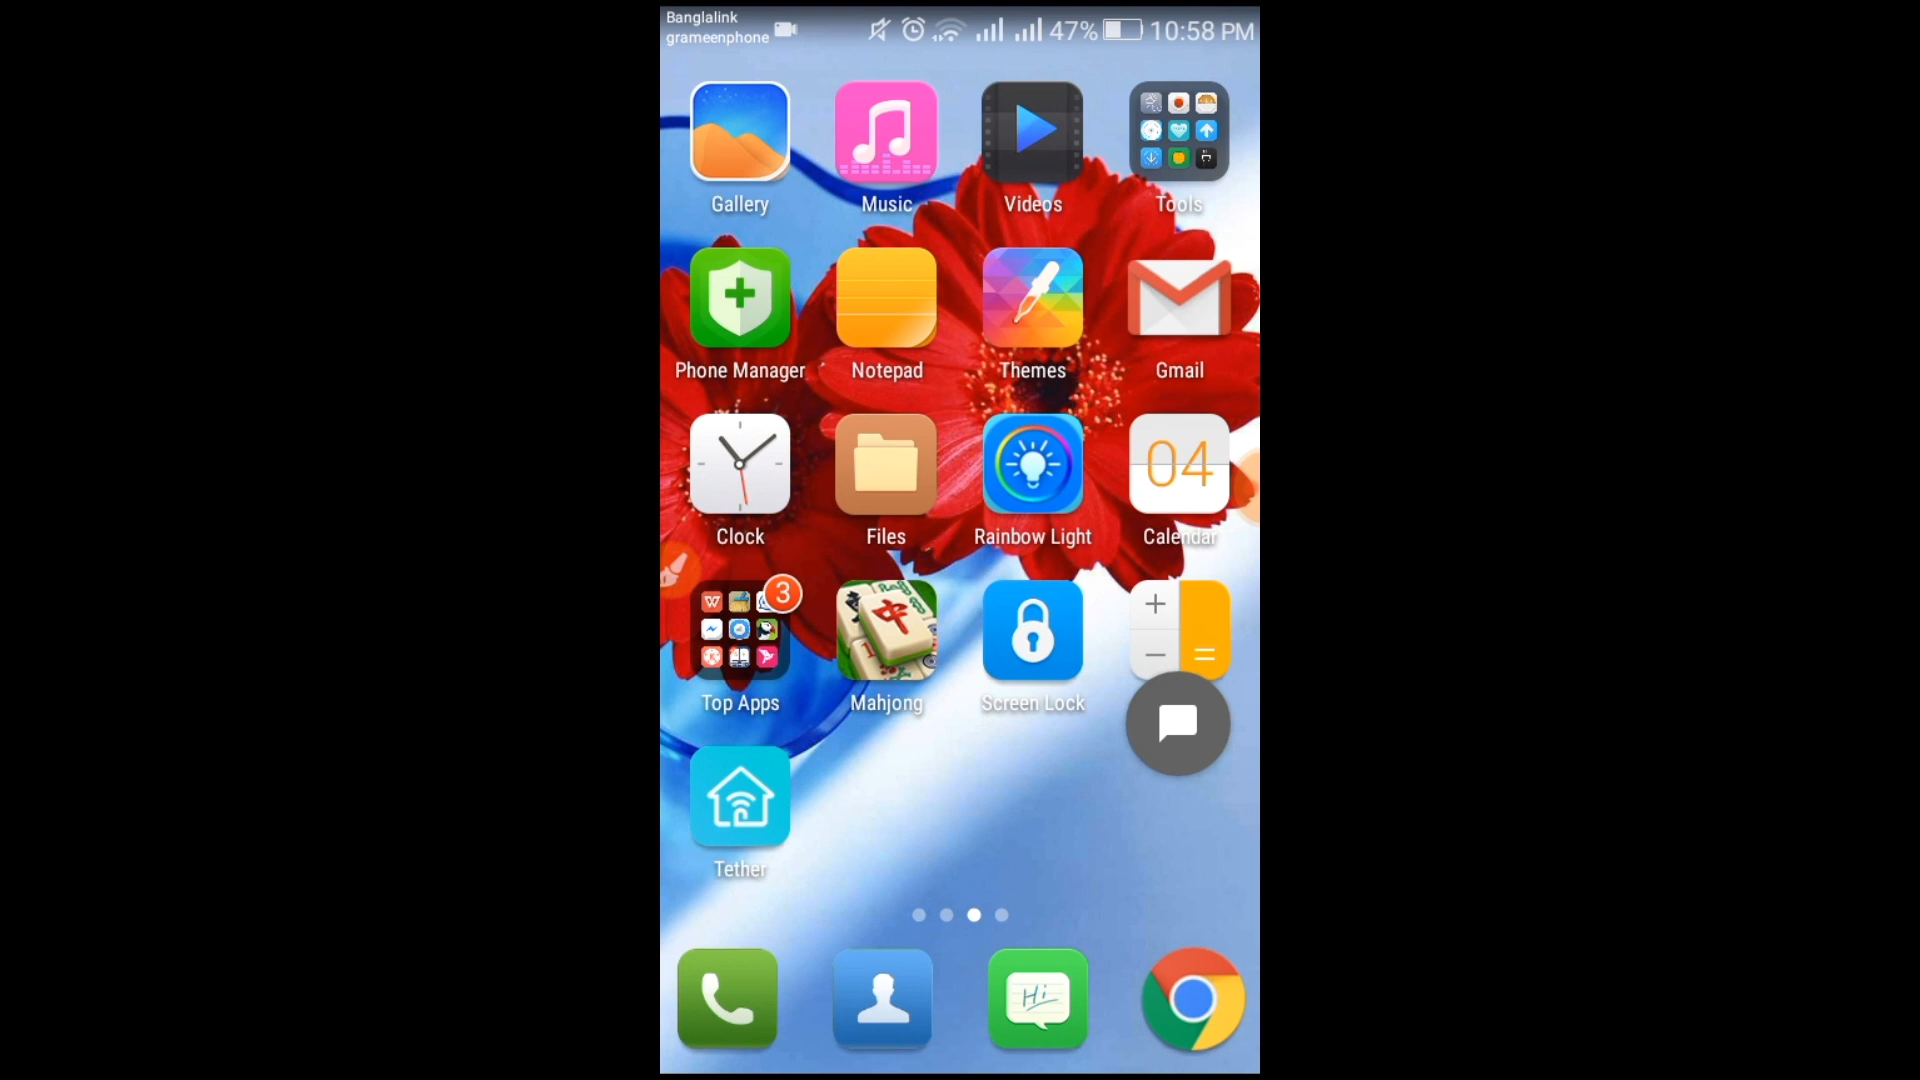 Banglalink
grameenphone
47% 10:58 PM
Gallery Music Videos Tools
Phone Manager Notepad Themes Gmail
04
Clock Files Rainbow Light Calendar
3
Top Apps Mahjong Screen Lock
Tether
Hi